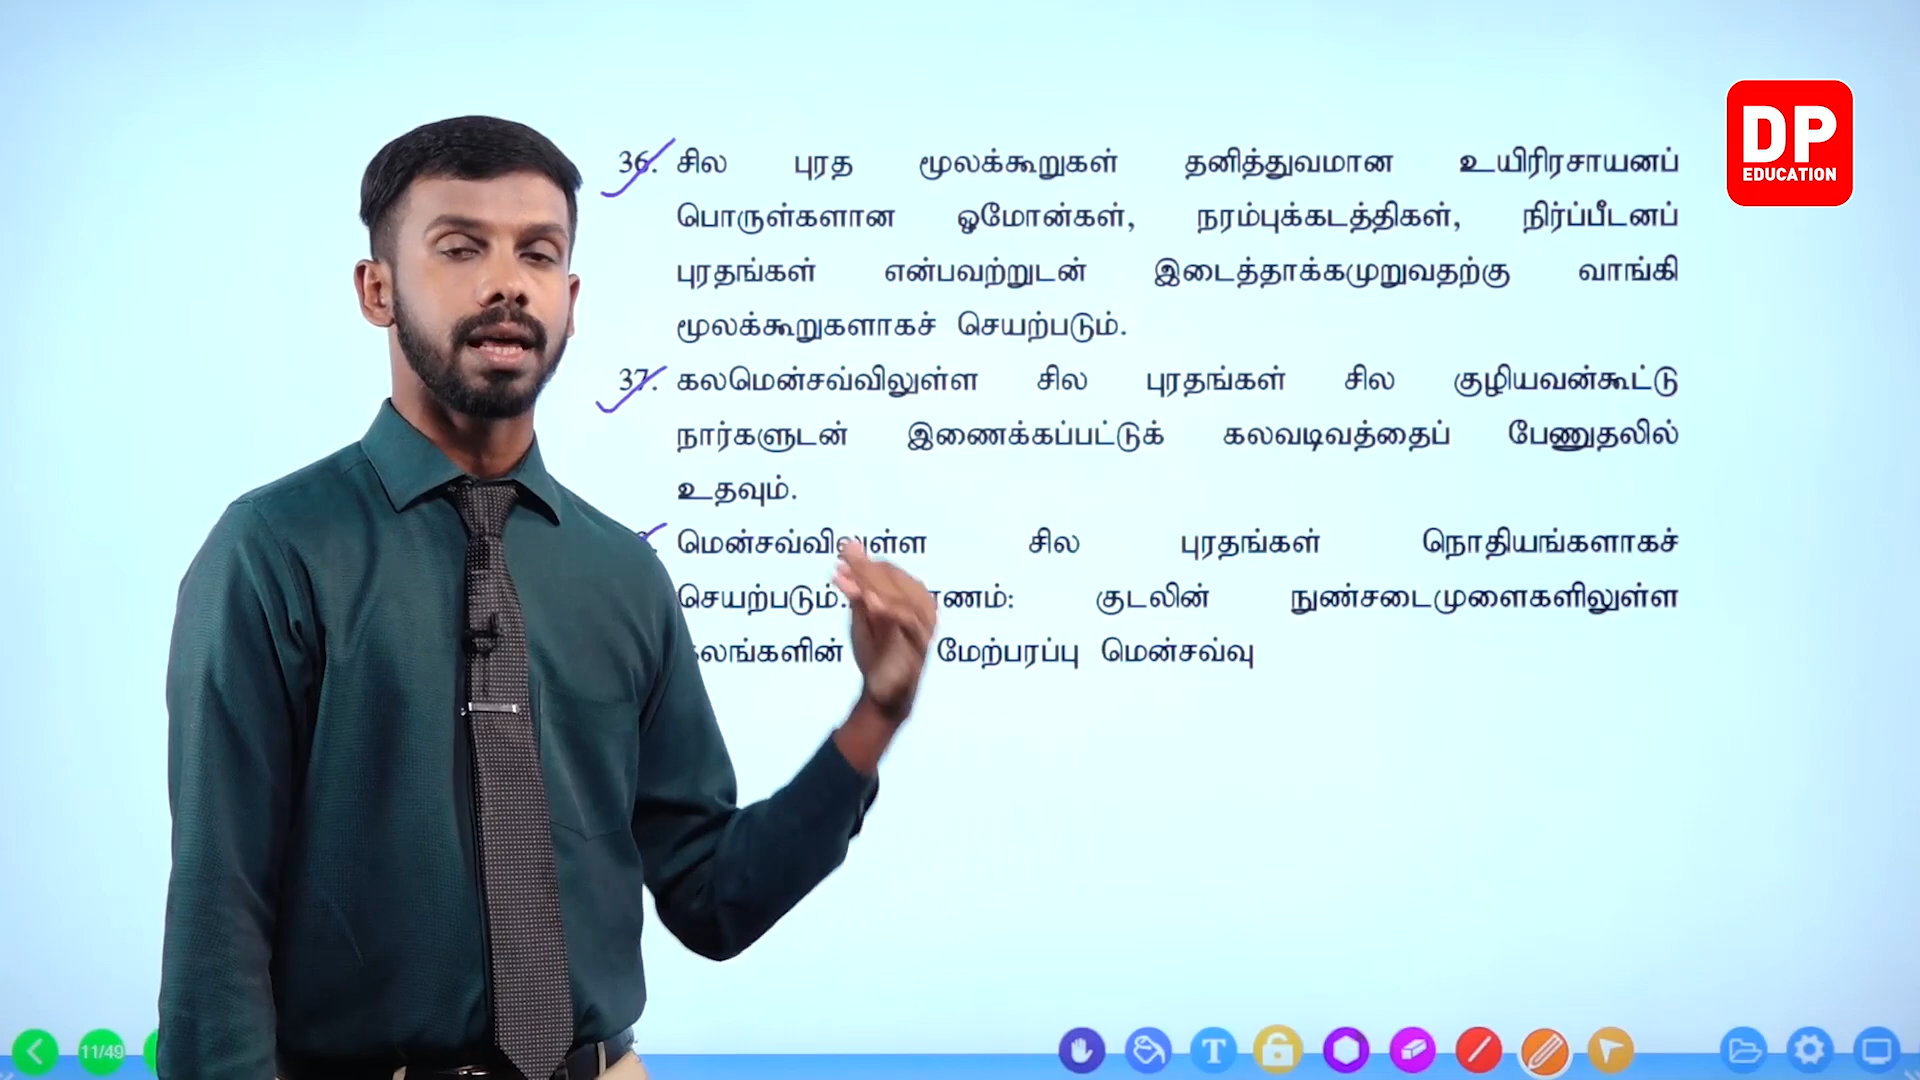 DP
EDUCATION
36. சில புரத மூலக்கூறுகள் தனித்துவமான உயிரிரசாயனப்
பொருள்களான ஓமோன்கள், நரம்புக்கடத்திகள், நிர்ப்பீடனப்
புரதங்கள் என்பவற்றுடன் இடைத்தாக்கமுறுவதற்கு வாங்கி
மூலக்கூறுகளாகச் செயற்படும்.
37. கலமென்சவ்விலுள்ள சில புரதங்கள் சில குழியவன்கூட்டு
நார்களுடன் இணைக்கப்பட்டுக் கலவடிவத்தைப் பேணுதலில்
உதவும்.
மென்சவ்விலுள்ள சில புரதங்கள் நொதியங்களாகச்
செயற்படும். குடலின் நுண்சடைமுளைகளிலுள்ள
மேற்பரப்பு மென்சவ்வு
11/49